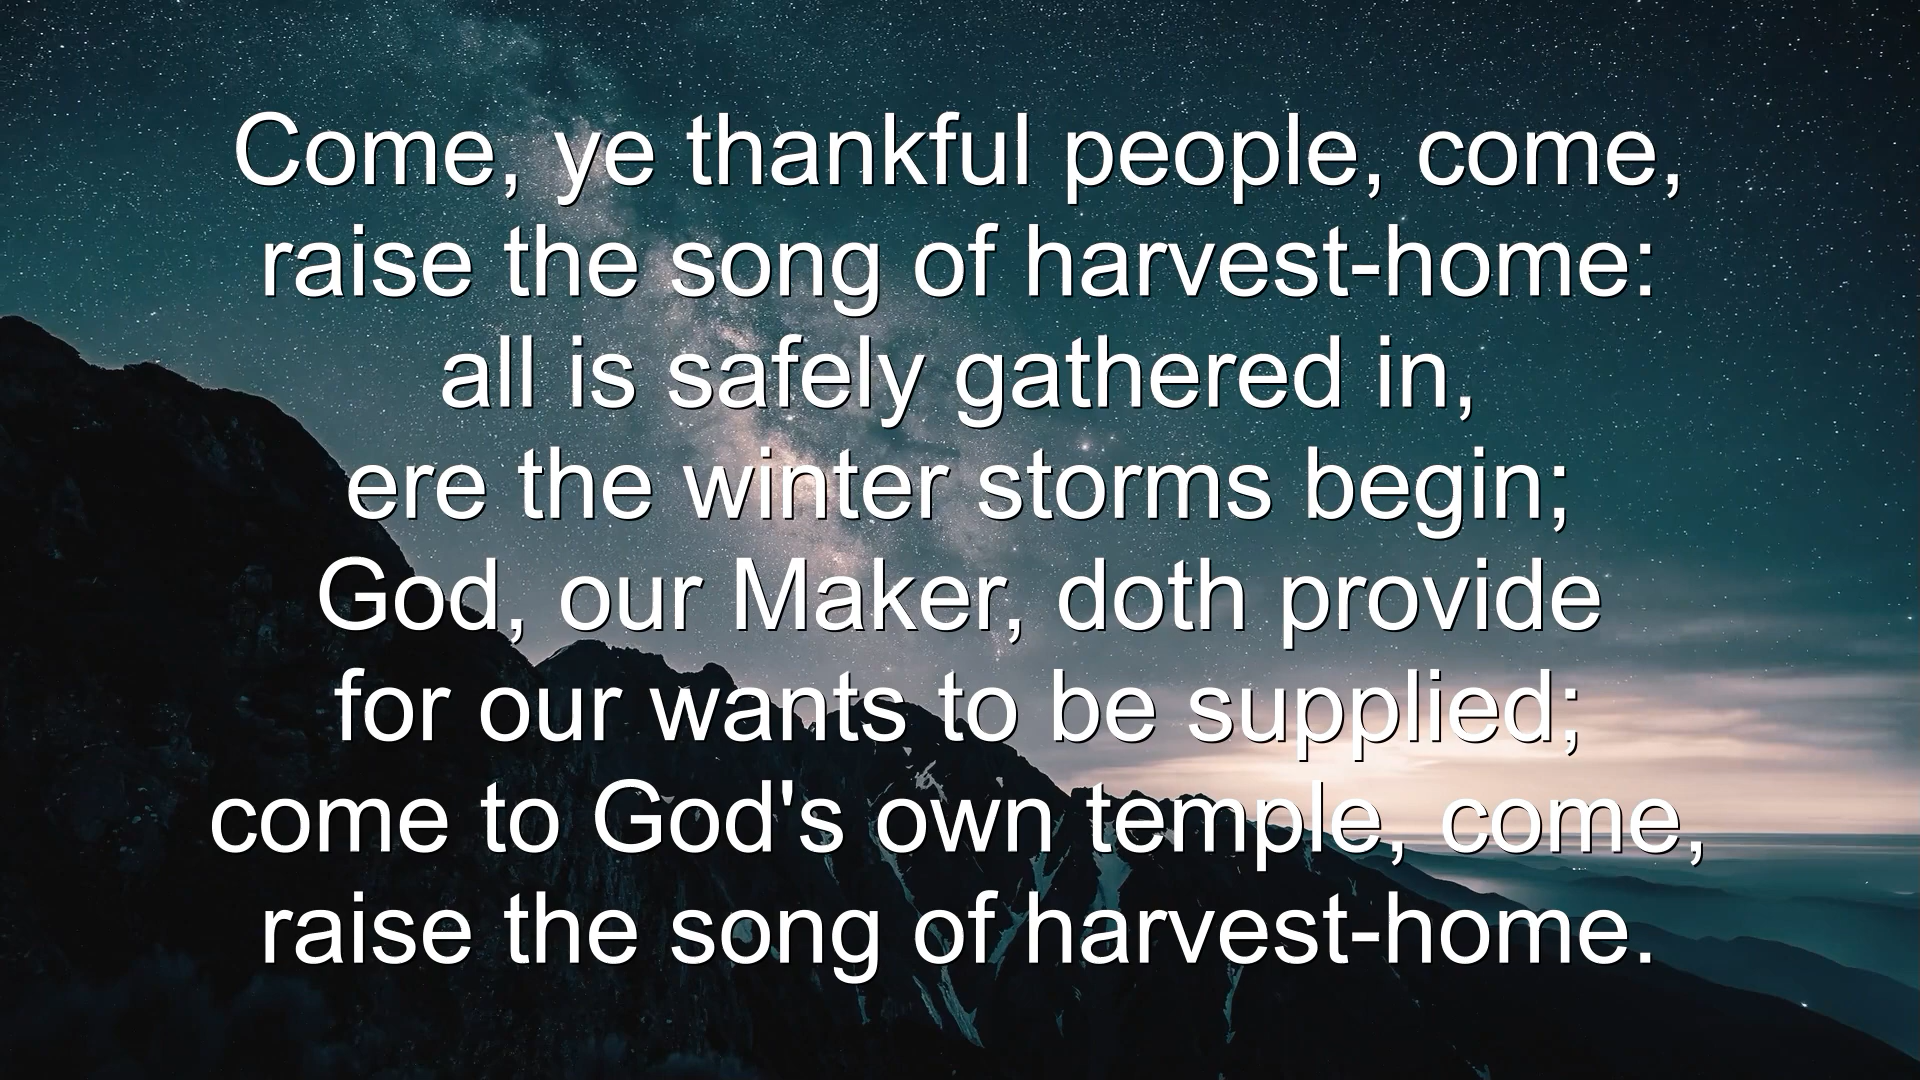 Come, ye thankful people, come,
raise the song of harvest-home:
all is safely gathered in,
ere the winter storms begin;
God, our Maker, doth provide
for our wants to be supplied;
come to God's own temple, come,
raise the song of harvest-home.